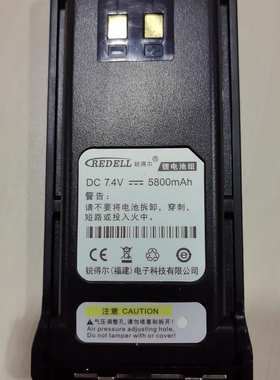 REDELL 锐得尔® 锂电池组
DC 7.4V ⎓ 5800mAh
警告:
请不要将电池拆卸, 穿刺,
短路或投入火中。
锐得尔(福建)电子科技有限公司
注意 CAUTION
气压调整孔, 请勿堵塞和拆开!
Air pressure adjusting hole,
Do not tamper or cover!